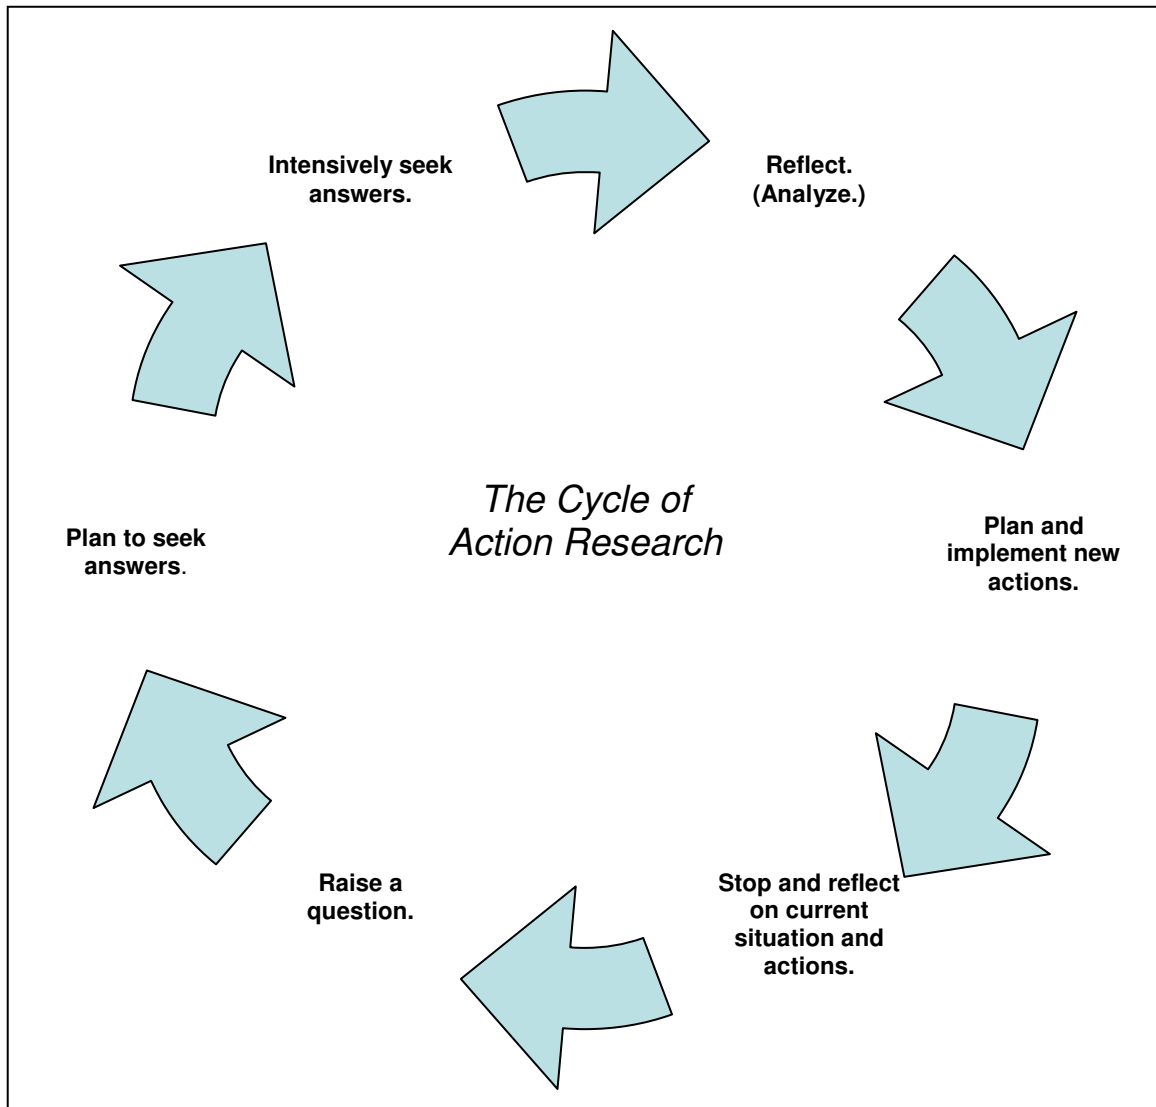 Intensively seek
answers.
Reflect.
(Analyze.)
The Cycle of
Action Research
Plan to seek
answers.
Plan and
implement new
actions.
Raise a
question.
Stop and reflect
on current
situation and
actions.